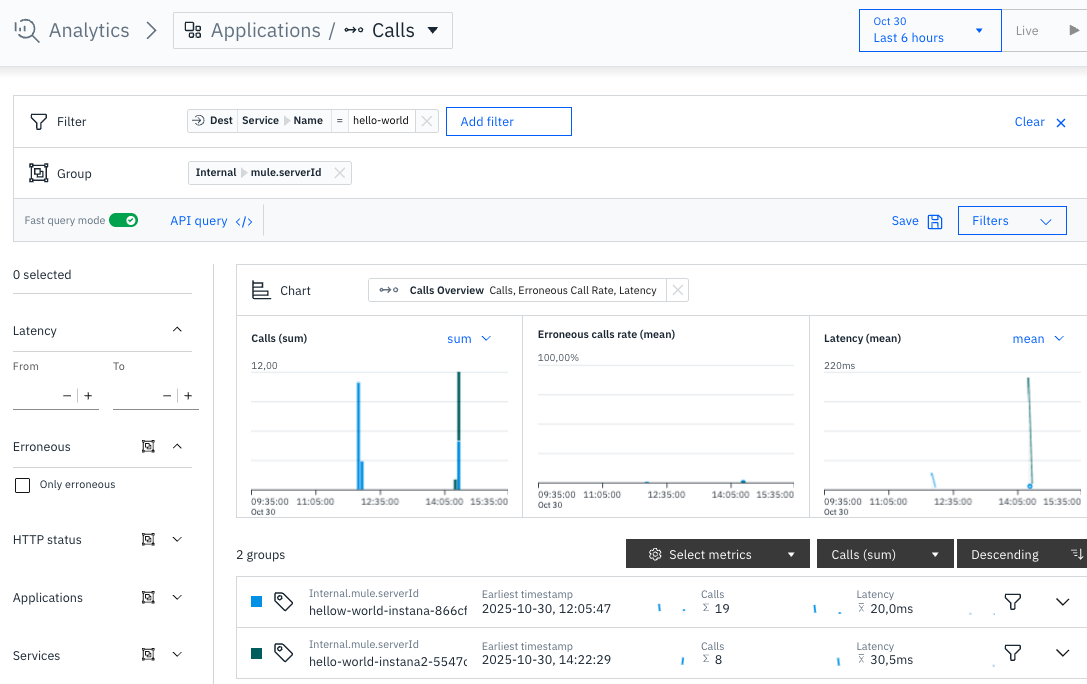 Analytics
Applications / Calls
Oct 30
Last 6 hours
Live
Filter
Dest Service Name = hello-world
Add filter
Clear
Group
Internal mule.serverId
Fast query mode
API query </>
Save
Filters
0 selected
Latency
From To
− + − +
Erroneous
Only erroneous
HTTP status
Applications
Services
Chart
Calls Overview Calls, Erroneous Call Rate, Latency
Calls (sum)
sum
12,00
09:35:00 11:05:00 12:35:00 14:05:00 15:35:00
Oct 30
Erroneous calls rate (mean)
100,00%
09:35:00 11:05:00 12:35:00 14:05:00 15:35:00
Oct 30
Latency (mean)
mean
220ms
09:35:00 11:05:00 12:35:00 14:05:00 15:35:00
Oct 30
2 groups
Select metrics
Calls (sum)
Descending
Internal.mule.serverId Earliest timestamp Calls Latency
hellow-world-instana-866cf 2025-10-30, 12:05:47 Σ 19 x̄ 20,0ms
Internal.mule.serverId Earliest timestamp Calls Latency
hello-world-instana2-5547c 2025-10-30, 14:22:29 Σ 8 x̄ 30,5ms